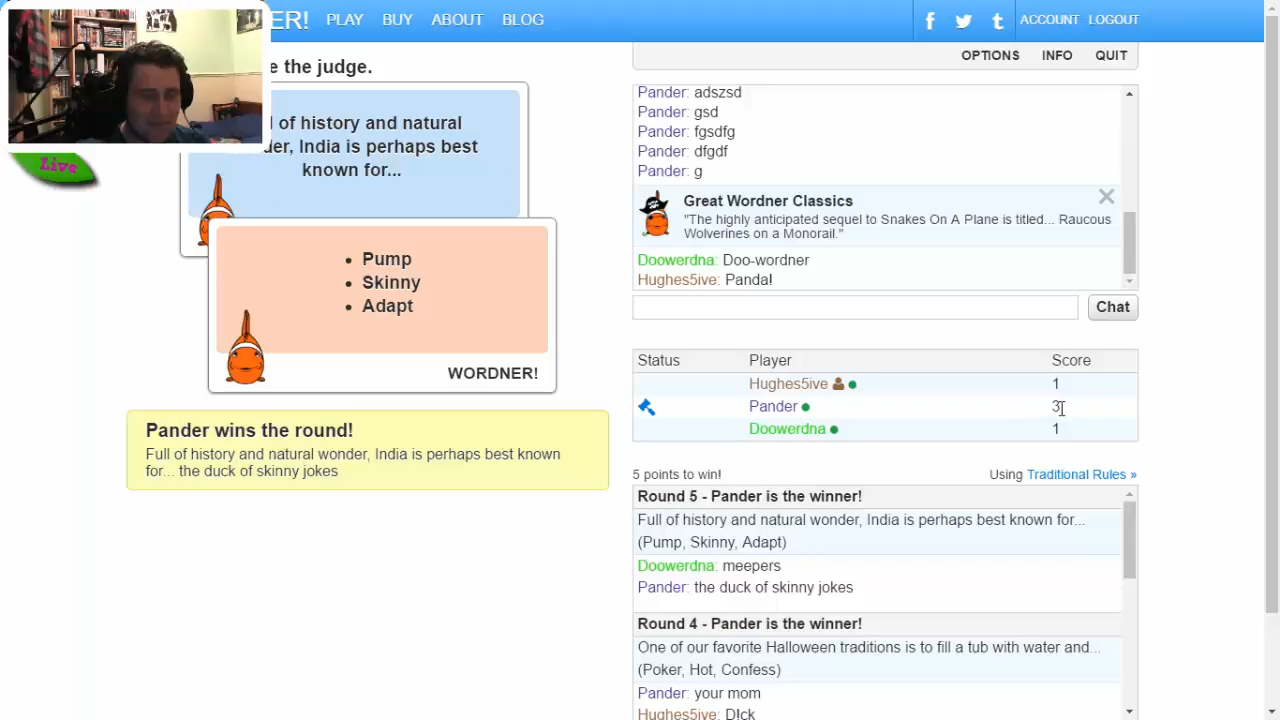 ER!
PLAY
BUY
ABOUT
BLOG
ACCOUNT
LOGOUT
e the judge.
l of history and natural
der, India is perhaps best
known for...
Live
• Pump
• Skinny
• Adapt
WORDNER!
Pander wins the round!
Full of history and natural wonder, India is perhaps best known
for... the duck of skinny jokes
OPTIONS
INFO
QUIT
Pander: adszsd
Pander: gsd
Pander: fgsdfg
Pander: dfgdf
Pander: g
Great Wordner Classics
"The highly anticipated sequel to Snakes On A Plane is titled... Raucous
Wolverines on a Monorail."
Doowerdna: Doo-wordner
Hughes5ive: Panda!
Chat
Status Player Score
Hughes5ive 1
Pander 3
Doowerdna 1
5 points to win! Using Traditional Rules »
Round 5 - Pander is the winner!
Full of history and natural wonder, India is perhaps best known for...
(Pump, Skinny, Adapt)
Doowerdna: meepers
Pander: the duck of skinny jokes
Round 4 - Pander is the winner!
One of our favorite Halloween traditions is to fill a tub with water and...
(Poker, Hot, Confess)
Pander: your mom
Hughes5ive: D!ck